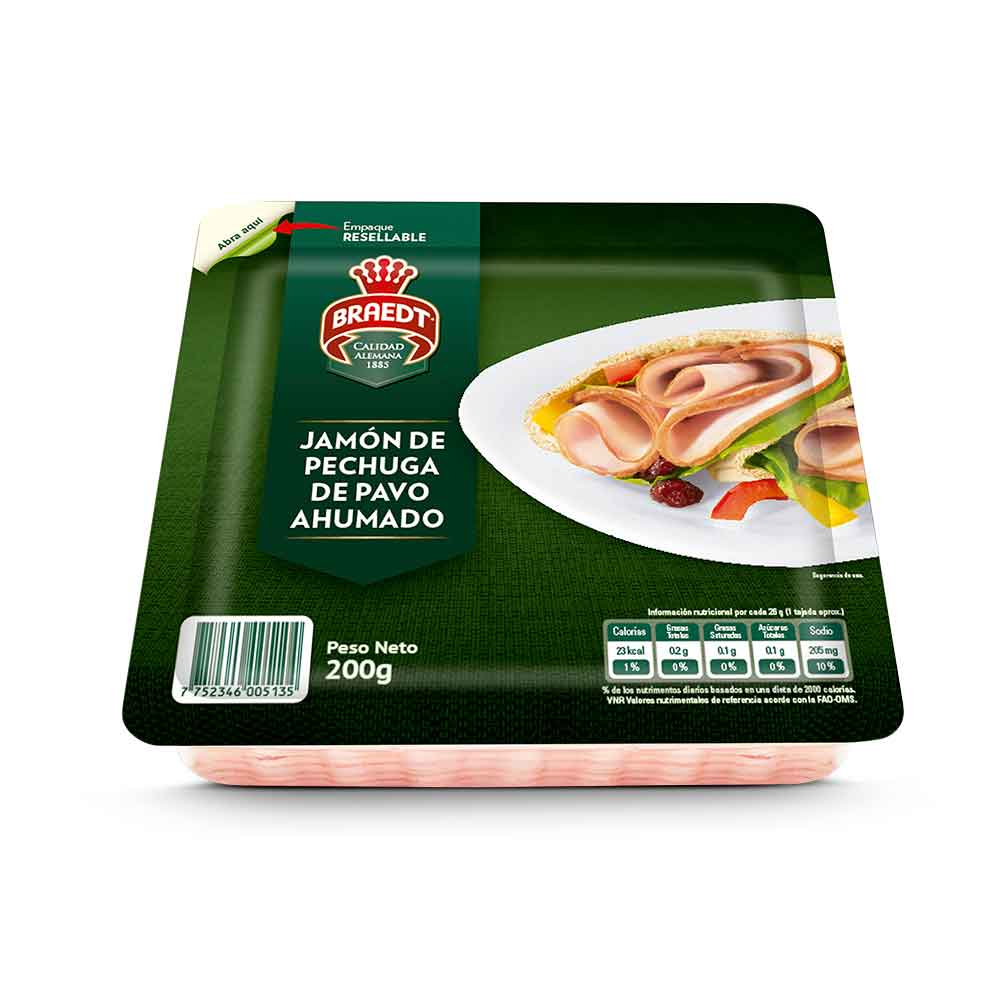 Abra aquí
Empaque
RESELLABLE
BRAEDT
CALIDAD
ALEMANA
1885
JAMÓN DE
PECHUGA
DE PAVO
AHUMADO
Sugerencia de uso.
Peso Neto
200g
7 752346 005135
Información nutricional por cada 26 g (1 tajada aprox.)
Calorías Grasas Totales Grasas Saturadas Azúcares Totales Sodio
23 kcal 0.2 g 0.1 g 0.1 g 205 mg
1 % 0 % 0 % 0 % 10 %
% de los nutrimentos diarios basados en una dieta de 2000 calorías.
VNR Valores nutrimentales de referencia acorde con la FAO-OMS.